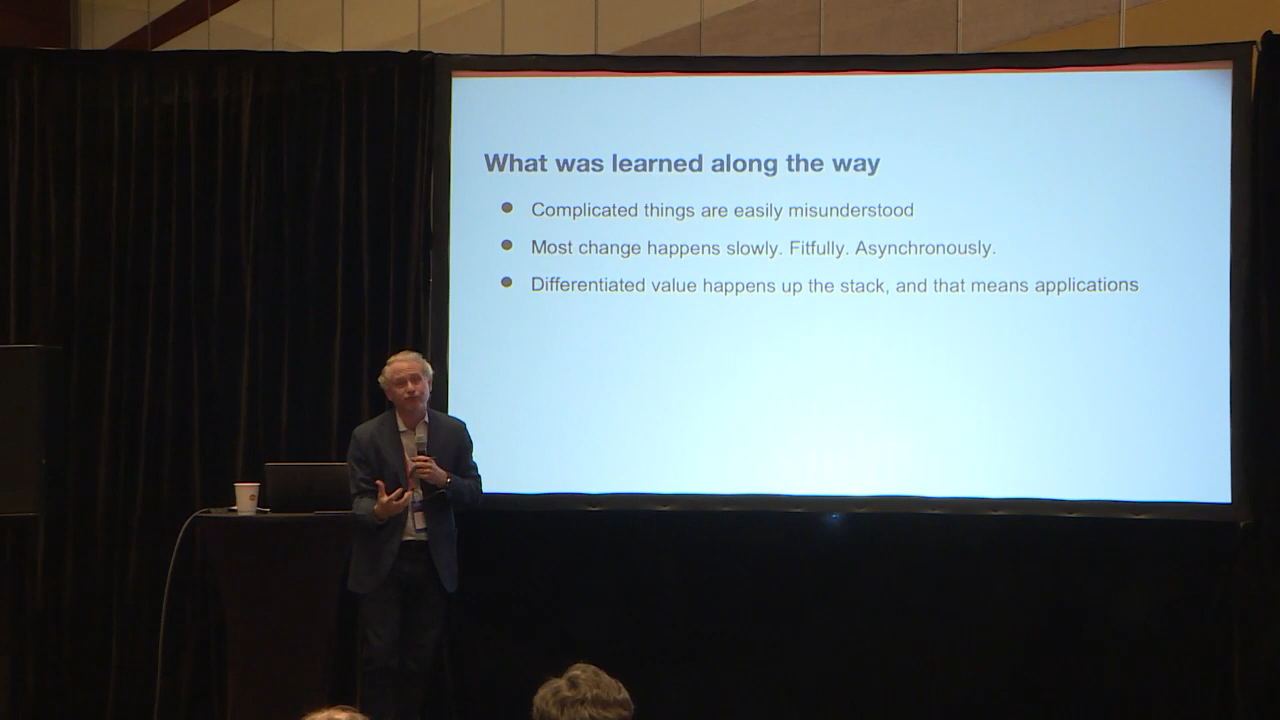 What was learned along the way
Complicated things are easily misunderstood
Most change happens slowly. Fitfully. Asynchronously.
Differentiated value happens up the stack, and that means applications